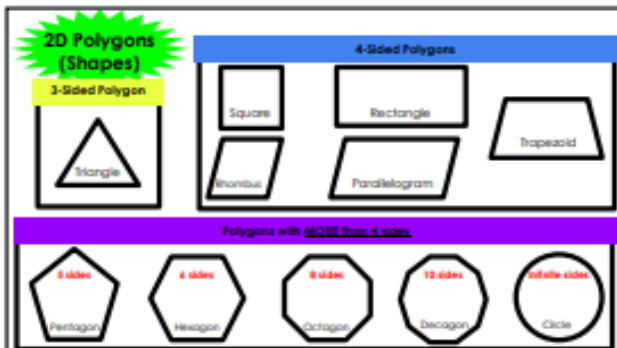 2D Polygons
(Shapes)
4-Sided Polygons
3-Sided Polygon
Square
Rectangle
Trapezoid
Triangle
Rhombus
Parallelogram
Polygons with MORE than 4 sides
5 sides
6 sides
8 sides
10 sides
Infinite sides
Pentagon
Hexagon
Octagon
Decagon
Circle